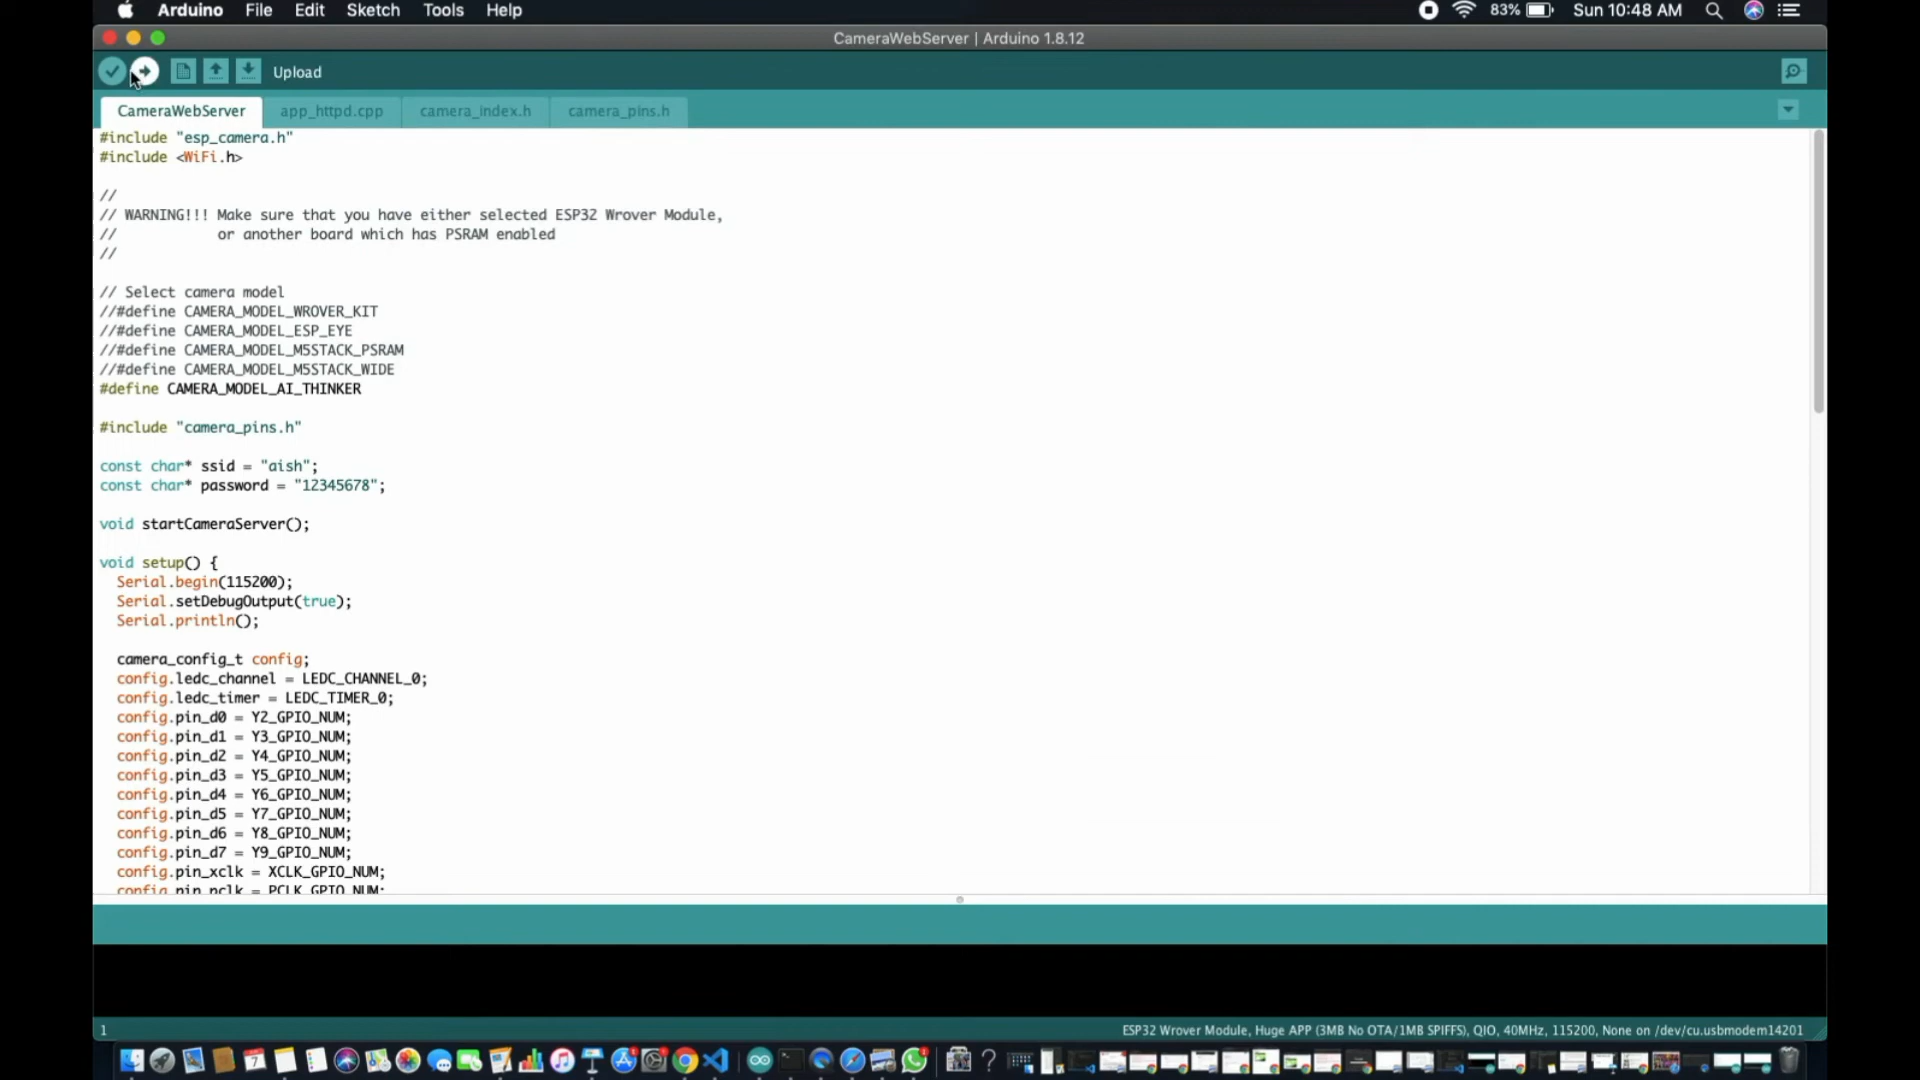 Arduino File Edit Sketch Tools Help 83% Sun 10:48 AM
CameraWebServer | Arduino 1.8.12
Upload
CameraWebServer app_httpd.cpp camera_index.h camera_pins.h
#include "esp_camera.h"
#include <WiFi.h>
//
// WARNING!!! Make sure that you have either selected ESP32 Wrover Module,
// or another board which has PSRAM enabled
//
// Select camera model
//#define CAMERA_MODEL_WROVER_KIT
//#define CAMERA_MODEL_ESP_EYE
//#define CAMERA_MODEL_M5STACK_PSRAM
//#define CAMERA_MODEL_M5STACK_WIDE
#define CAMERA_MODEL_AI_THINKER
#include "camera_pins.h"
const char* ssid = "aish";
const char* password = "12345678";
void startCameraServer();
void setup() {
Serial.begin(115200);
Serial.setDebugOutput(true);
Serial.println();
camera_config_t config;
config.ledc_channel = LEDC_CHANNEL_0;
config.ledc_timer = LEDC_TIMER_0;
config.pin_d0 = Y2_GPIO_NUM;
config.pin_d1 = Y3_GPIO_NUM;
config.pin_d2 = Y4_GPIO_NUM;
config.pin_d3 = Y5_GPIO_NUM;
config.pin_d4 = Y6_GPIO_NUM;
config.pin_d5 = Y7_GPIO_NUM;
config.pin_d6 = Y8_GPIO_NUM;
config.pin_d7 = Y9_GPIO_NUM;
config.pin_xclk = XCLK_GPIO_NUM;
config.pin_pclk = PCLK_GPIO_NUM;
1 ESP32 Wrover Module, Huge APP (3MB No OTA/1MB SPIFFS), QIO, 40MHz, 115200, None on /dev/cu.usbmodem14201